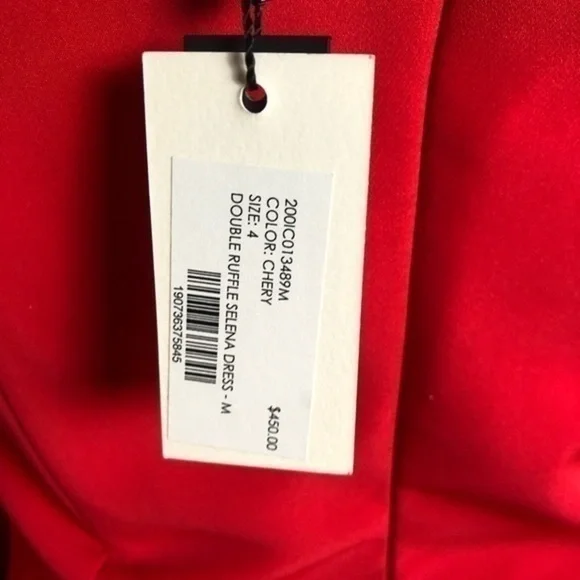 200IC013489M
COLOR: CHERY
SIZE: 4
DOUBLE RUFFLE SELENA DRESS - M
190736375845
$450.00